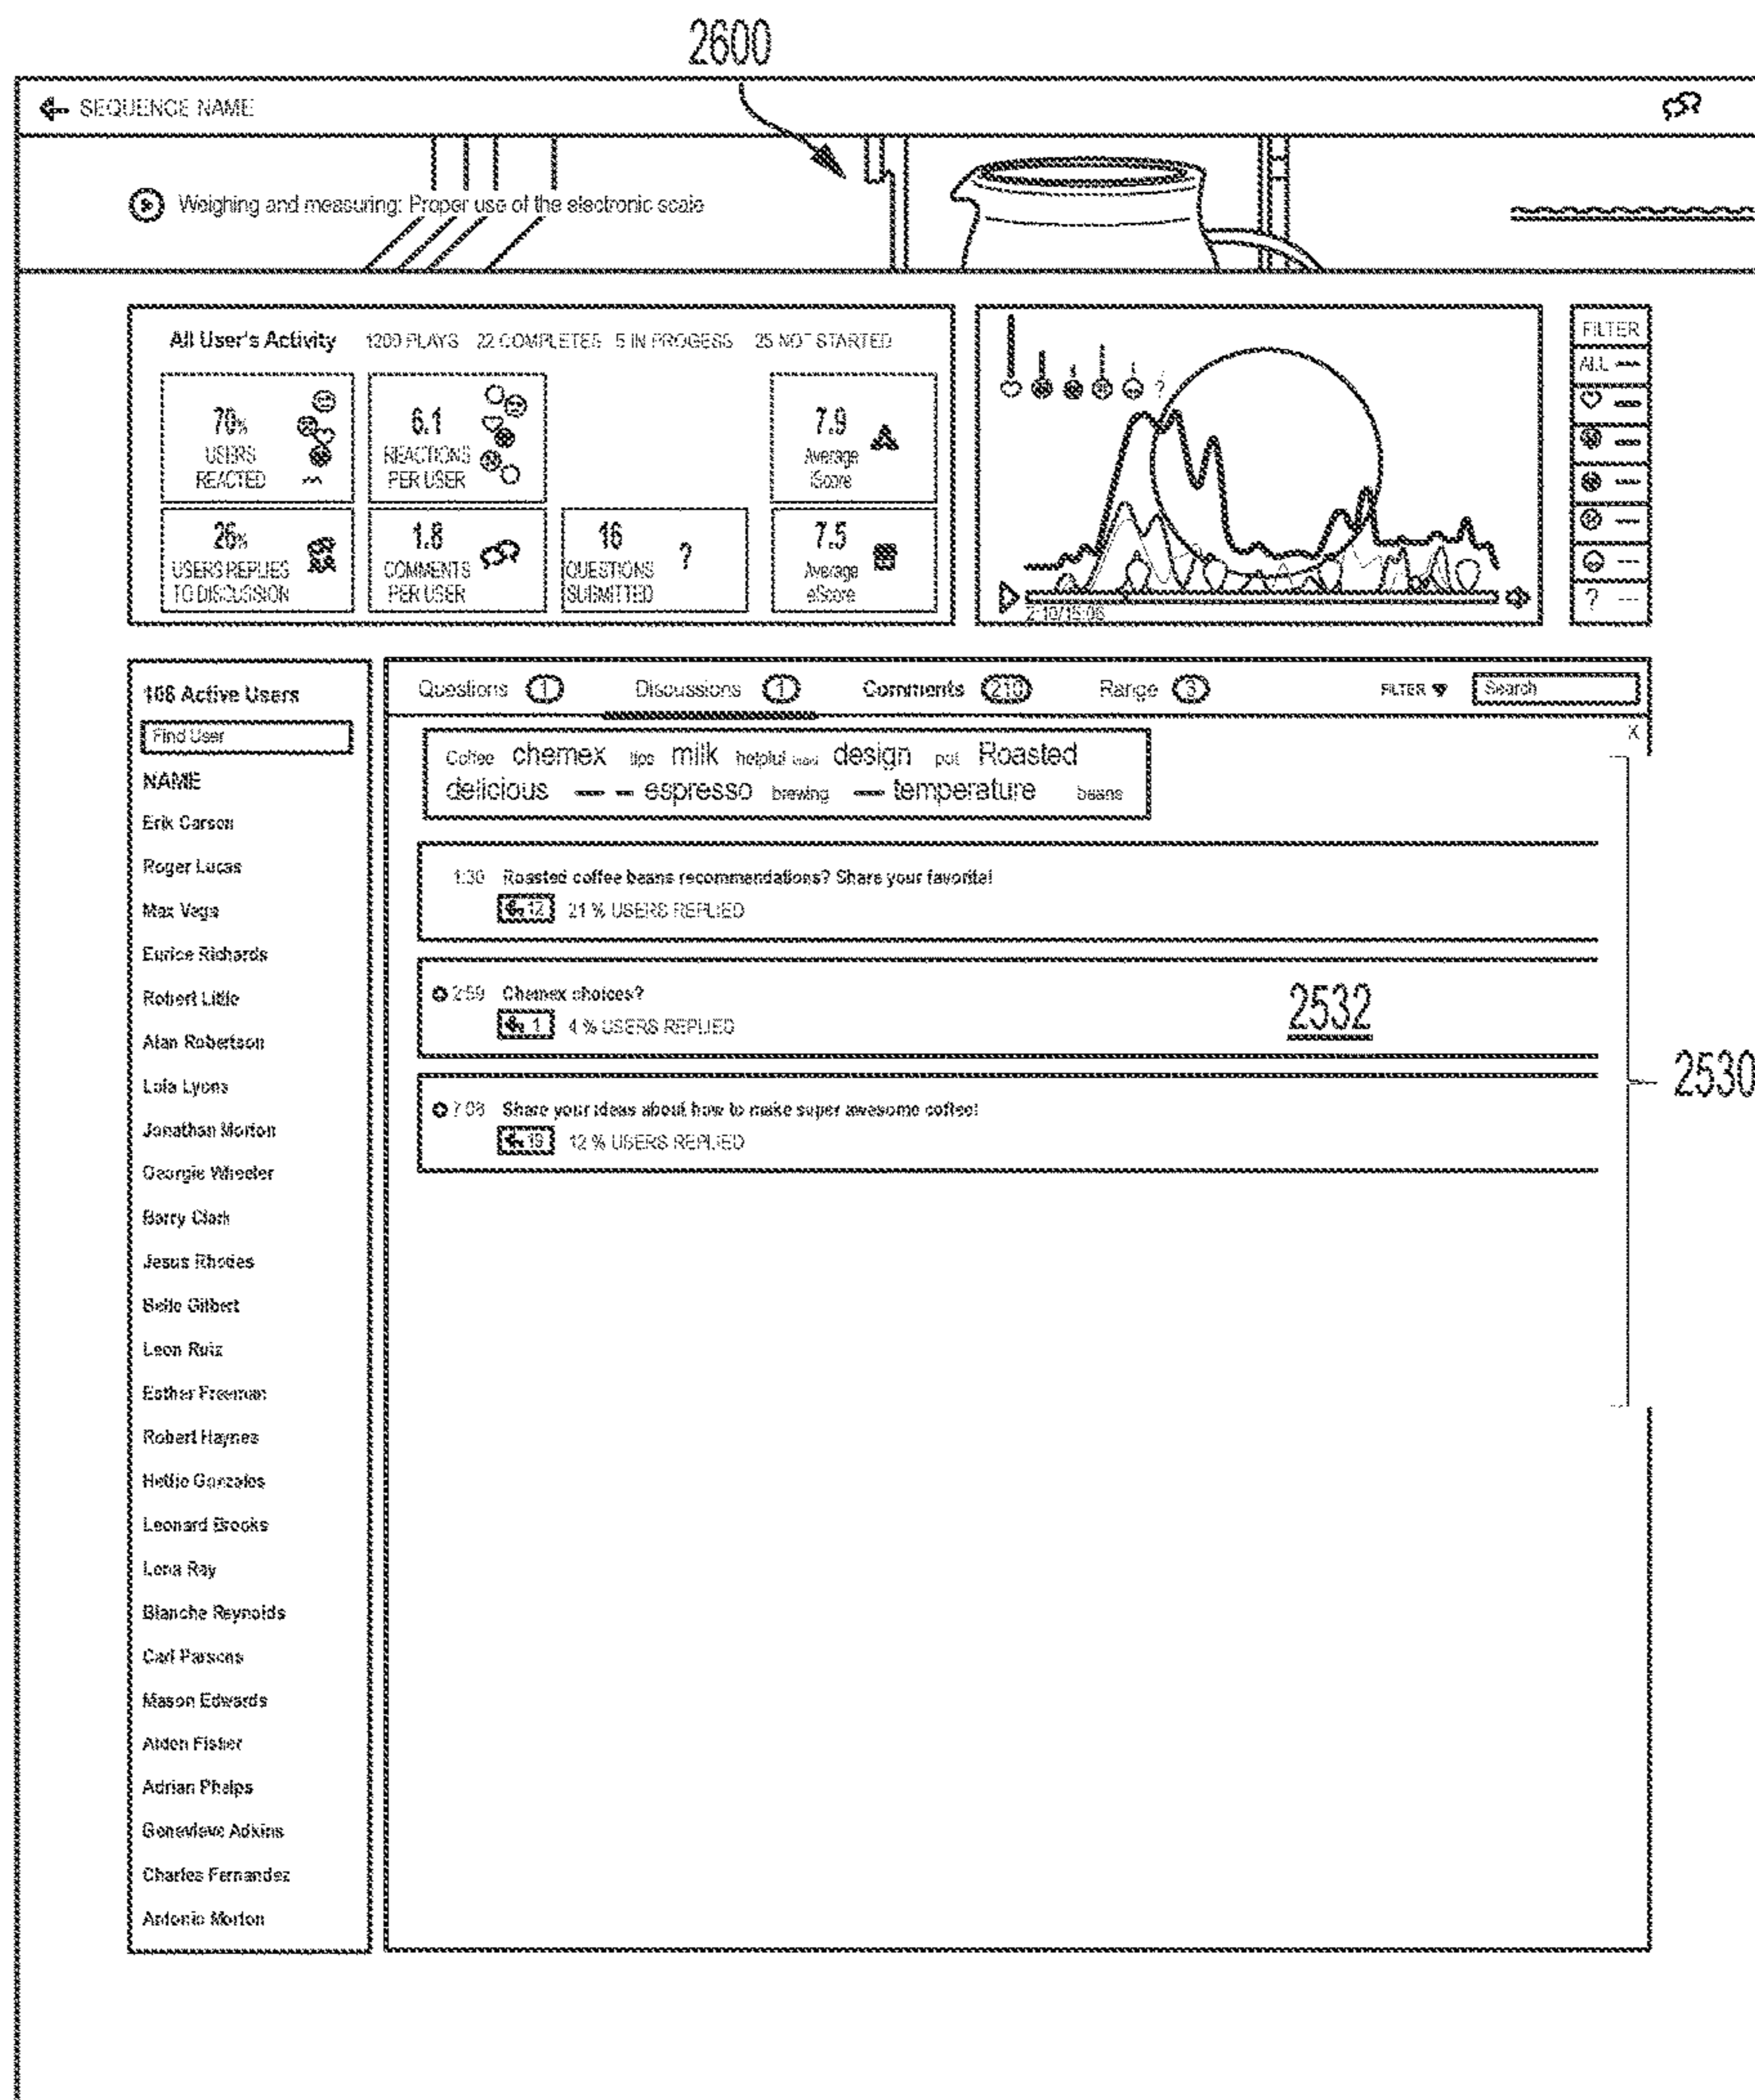 2600
SEQUENCE NAME
Weighing and measuring: Proper use of the electronic scale
All User's Activity 1200 PLAYS 22 COMPLETES 5 IN PROGESS 25 NOT STARTED
70% USERS REACTED
6.1 REACTIONS PER USER
7.9 Average iScore
26% USERS REPLIES TO DISCUSSION
1.8 COMMENTS PER USER
16 QUESTIONS SUBMITTED ?
7.5 Average eScore
?
2:10/15:06
FILTER
ALL
?
Active Users
Find User
NAME
Erik Carson
Roger Lucas
Max Vega
Eurice Richards
Robert Little
Alan Robertson
Lola Lyons
Jonathan Morton
Georgie Wheeler
Barry Clark
Jesus Rhodes
Belle Gilbert
Leon Ruiz
Esther Freeman
Robert Haynes
Hettie Gonzales
Leonard Brooks
Lena Ray
Blanche Reynolds
Carl Parsons
Mason Edwards
Aiden Fisher
Adrian Phelps
Genevieve Adkins
Charles Fernandez
Antonio Morton
Questions 1 Discussions 1 Comments 210 Range 3 FILTER Search
X
Coffee chemex tips milk helpful design pot Roasted
delicious espresso brewing temperature beans
1:30 Roasted coffee beans recommendations? Share your favorite!
12 21 % USERS REPLIED
2:59 Chemex choices?
1 4 % USERS REPLIED
2532
7:08 Share your ideas about how to make super awesome coffee!
19 12 % USERS REPLIED
2530